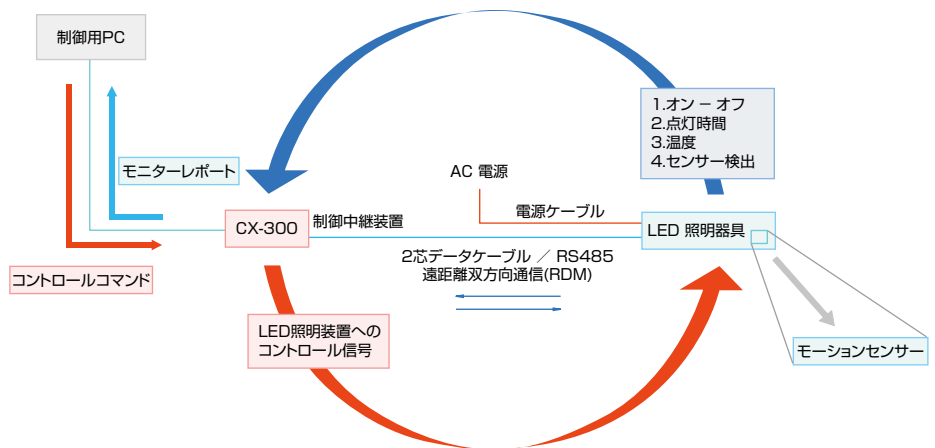 制御用PC
1.オン − オフ
2.点灯時間
3.温度
4.センサー検出
モニターレポート
AC 電源
電源ケーブル
CX-300
制御中継装置
LED 照明器具
2芯データケーブル ／ RS485
遠距離双方向通信(RDM)
コントロールコマンド
LED照明装置への
コントロール信号
モーションセンサー